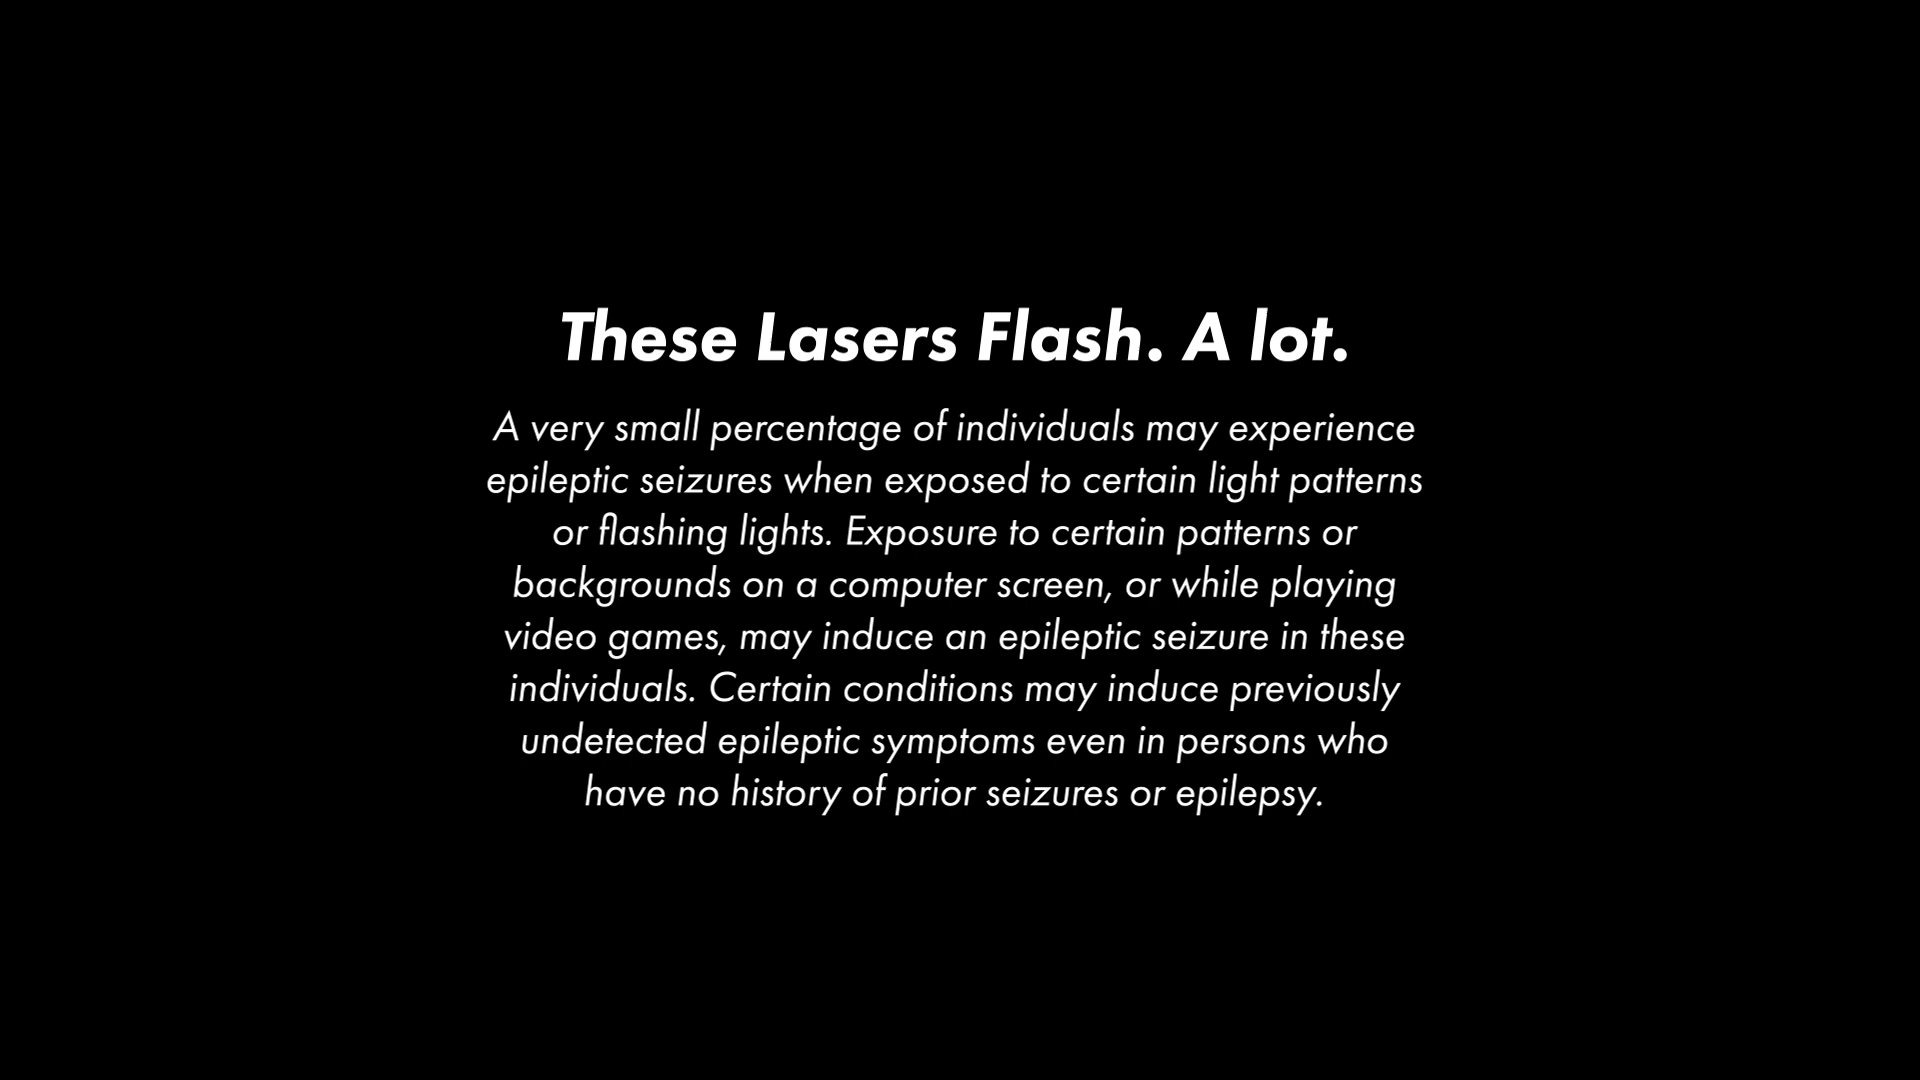 These Lasers Flash. A lot.
A very small percentage of individuals may experience
epileptic seizures when exposed to certain light patterns
or flashing lights. Exposure to certain patterns or
backgrounds on a computer screen, or while playing
video games, may induce an epileptic seizure in these
individuals. Certain conditions may induce previously
undetected epileptic symptoms even in persons who
have no history of prior seizures or epilepsy.